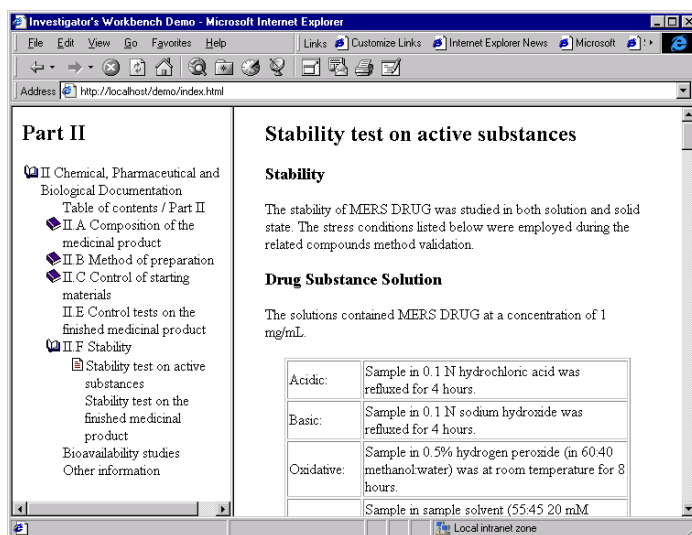 Investigator's Workbench Demo - Microsoft Internet Explorer
File Edit View Go Favorites Help
Links Customize Links Internet Explorer News Microsoft
Address http://localhost/demo/index.html
Part II
II Chemical, Pharmaceutical and
Biological Documentation
Table of contents / Part II
II.A Composition of the
medicinal product
II.B Method of preparation
II.C Control of starting
materials
II.E Control tests on the
finished medicinal product
II.F Stability
Stability test on active
substances
Stability test on the
finished medicinal
product
Bioavailability studies
Other information
Stability test on active substances
Stability
The stability of MERS DRUG was studied in both solution and solid
state. The stress conditions listed below were employed during the
related compounds method validation.
Drug Substance Solution
The solutions contained MERS DRUG at a concentration of 1
mg/mL.
Acidic: Sample in 0.1 N hydrochloric acid was
refluxed for 4 hours.
Basic: Sample in 0.1 N sodium hydroxide was
refluxed for 4 hours.
Oxidative: Sample in 0.5% hydrogen peroxide (in 60:40
methanol:water) was at room temperature for 8
hours.
Sample in sample solvent (55:45 20 mM
Local intranet zone